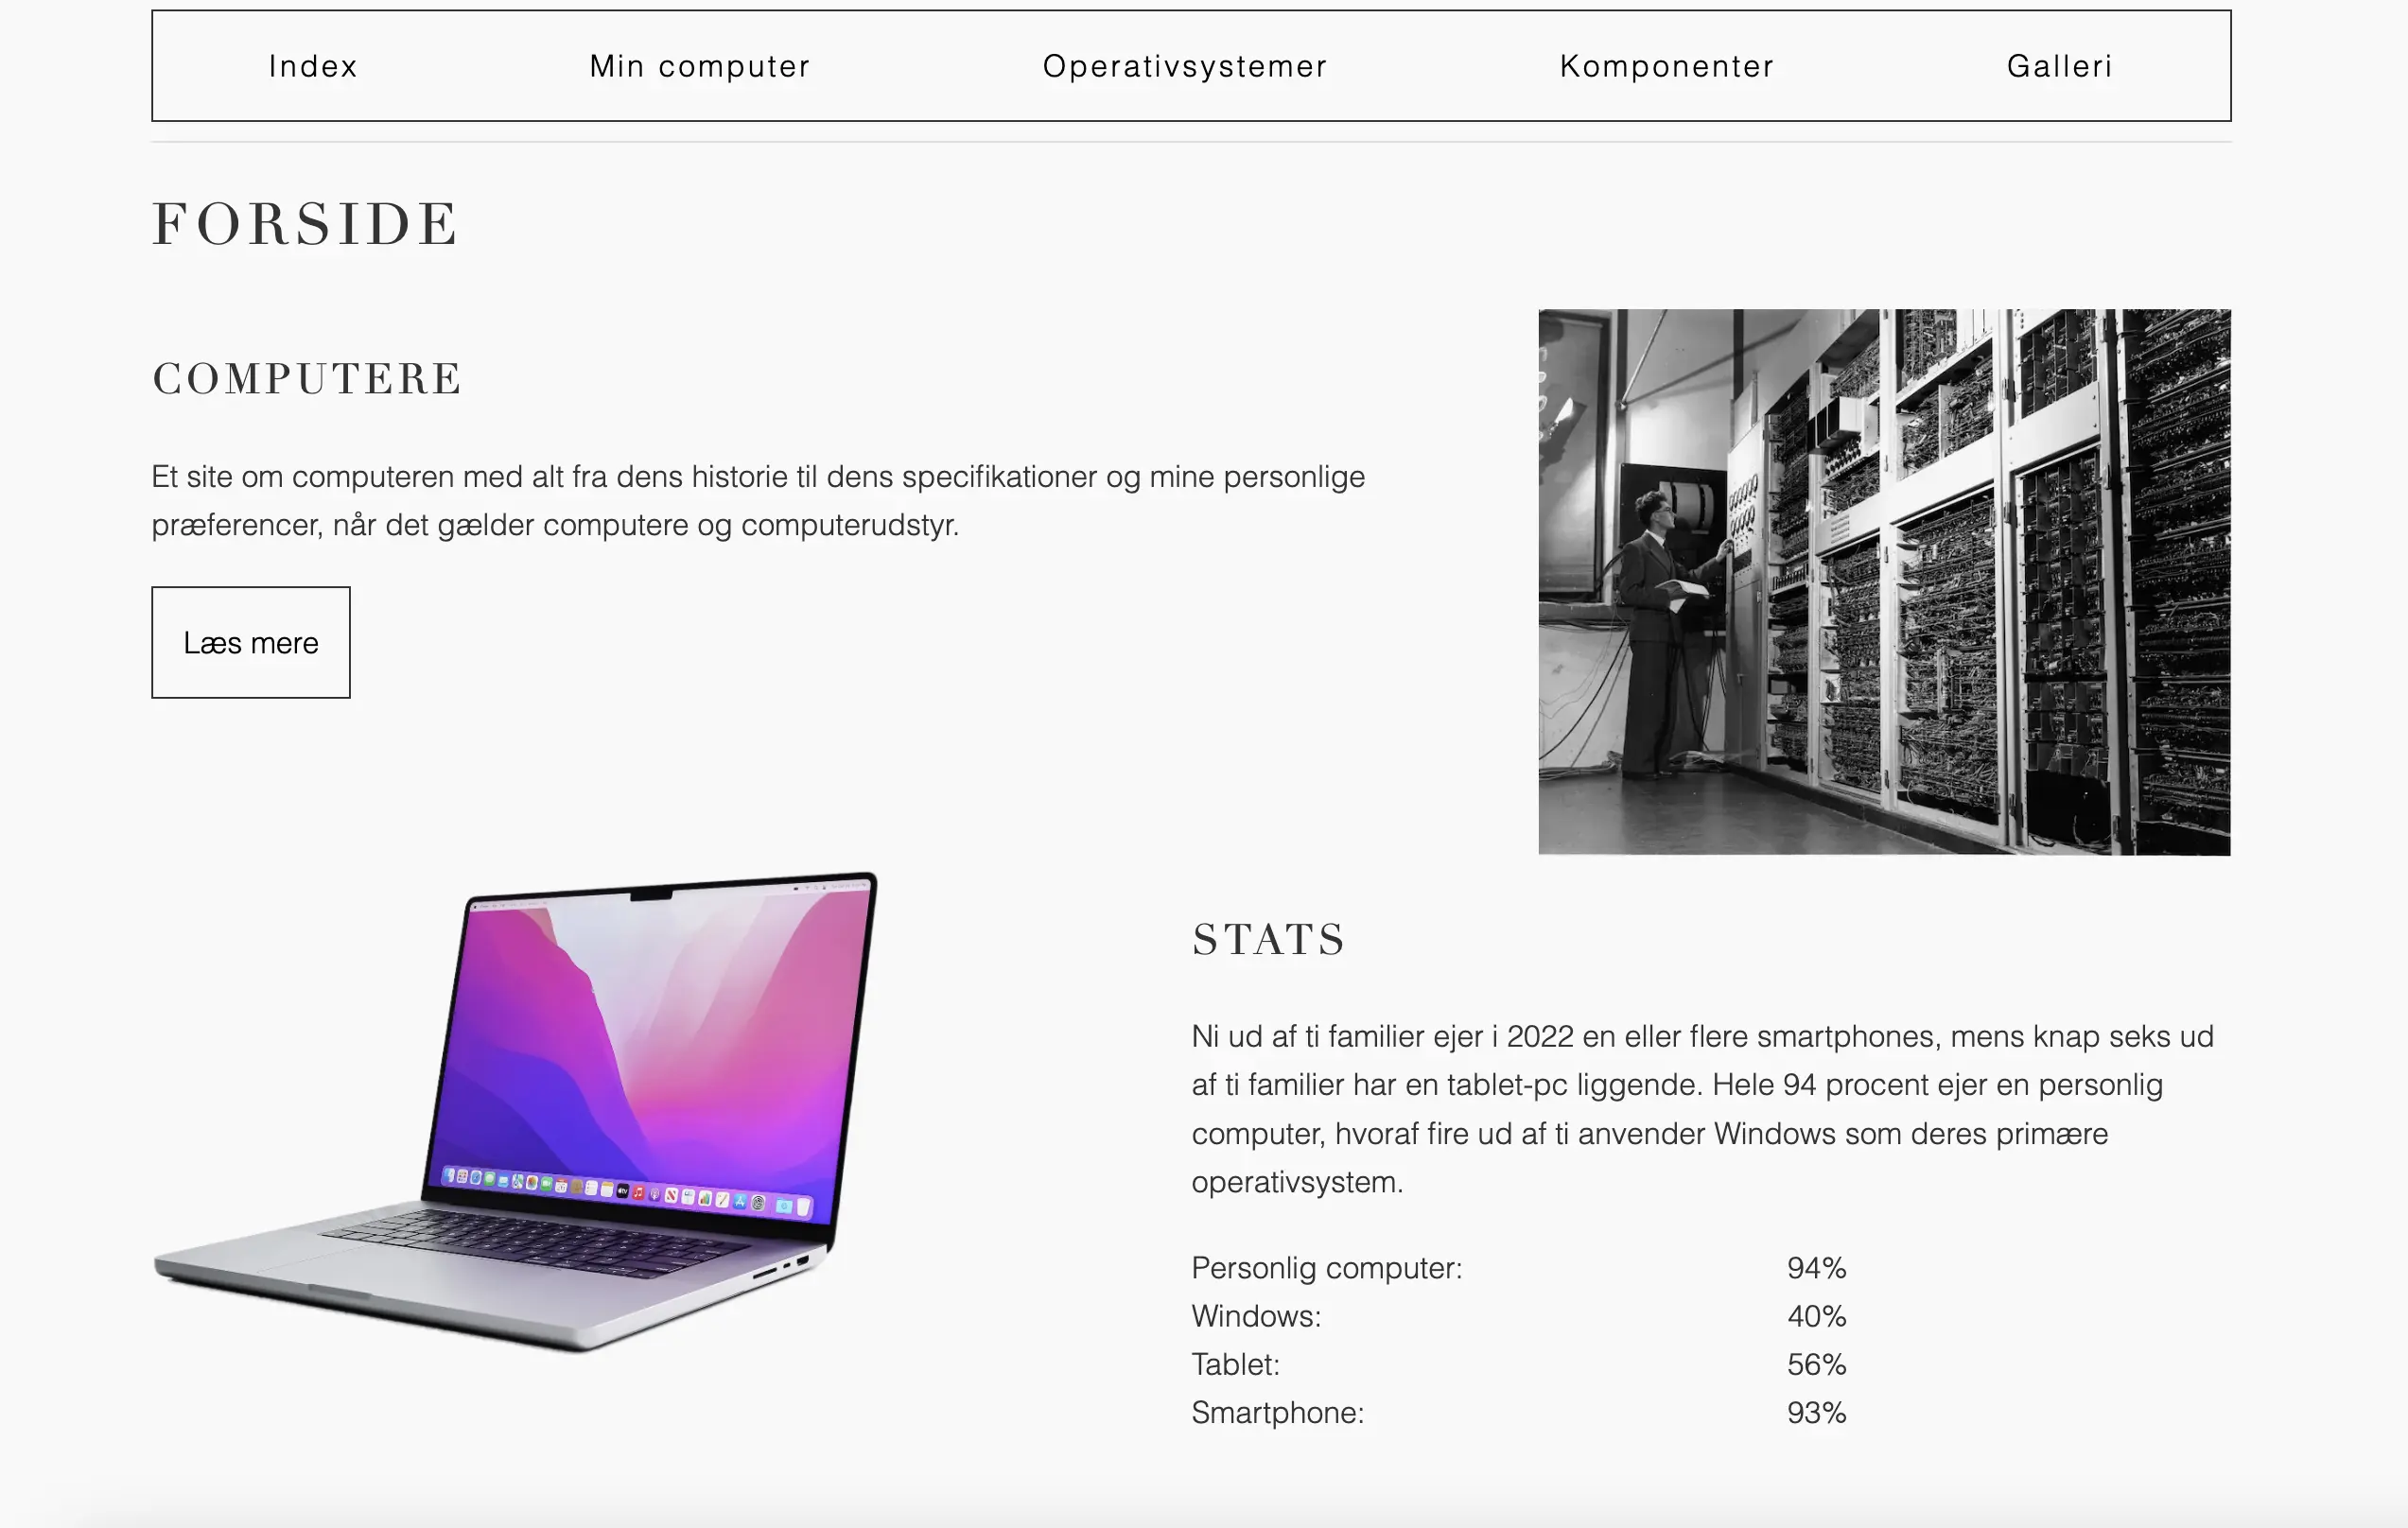 Index Min computer Operativsystemer Komponenter Galleri
FORSIDE
COMPUTERE
Et site om computeren med alt fra dens historie til dens specifikationer og mine personlige
præferencer, når det gælder computere og computerudstyr.
Læs mere
STATS
Ni ud af ti familier ejer i 2022 en eller flere smartphones, mens knap seks ud
af ti familier har en tablet-pc liggende. Hele 94 procent ejer en personlig
computer, hvoraf fire ud af ti anvender Windows som deres primære
operativsystem.
Personlig computer: 94%
Windows: 40%
Tablet: 56%
Smartphone: 93%